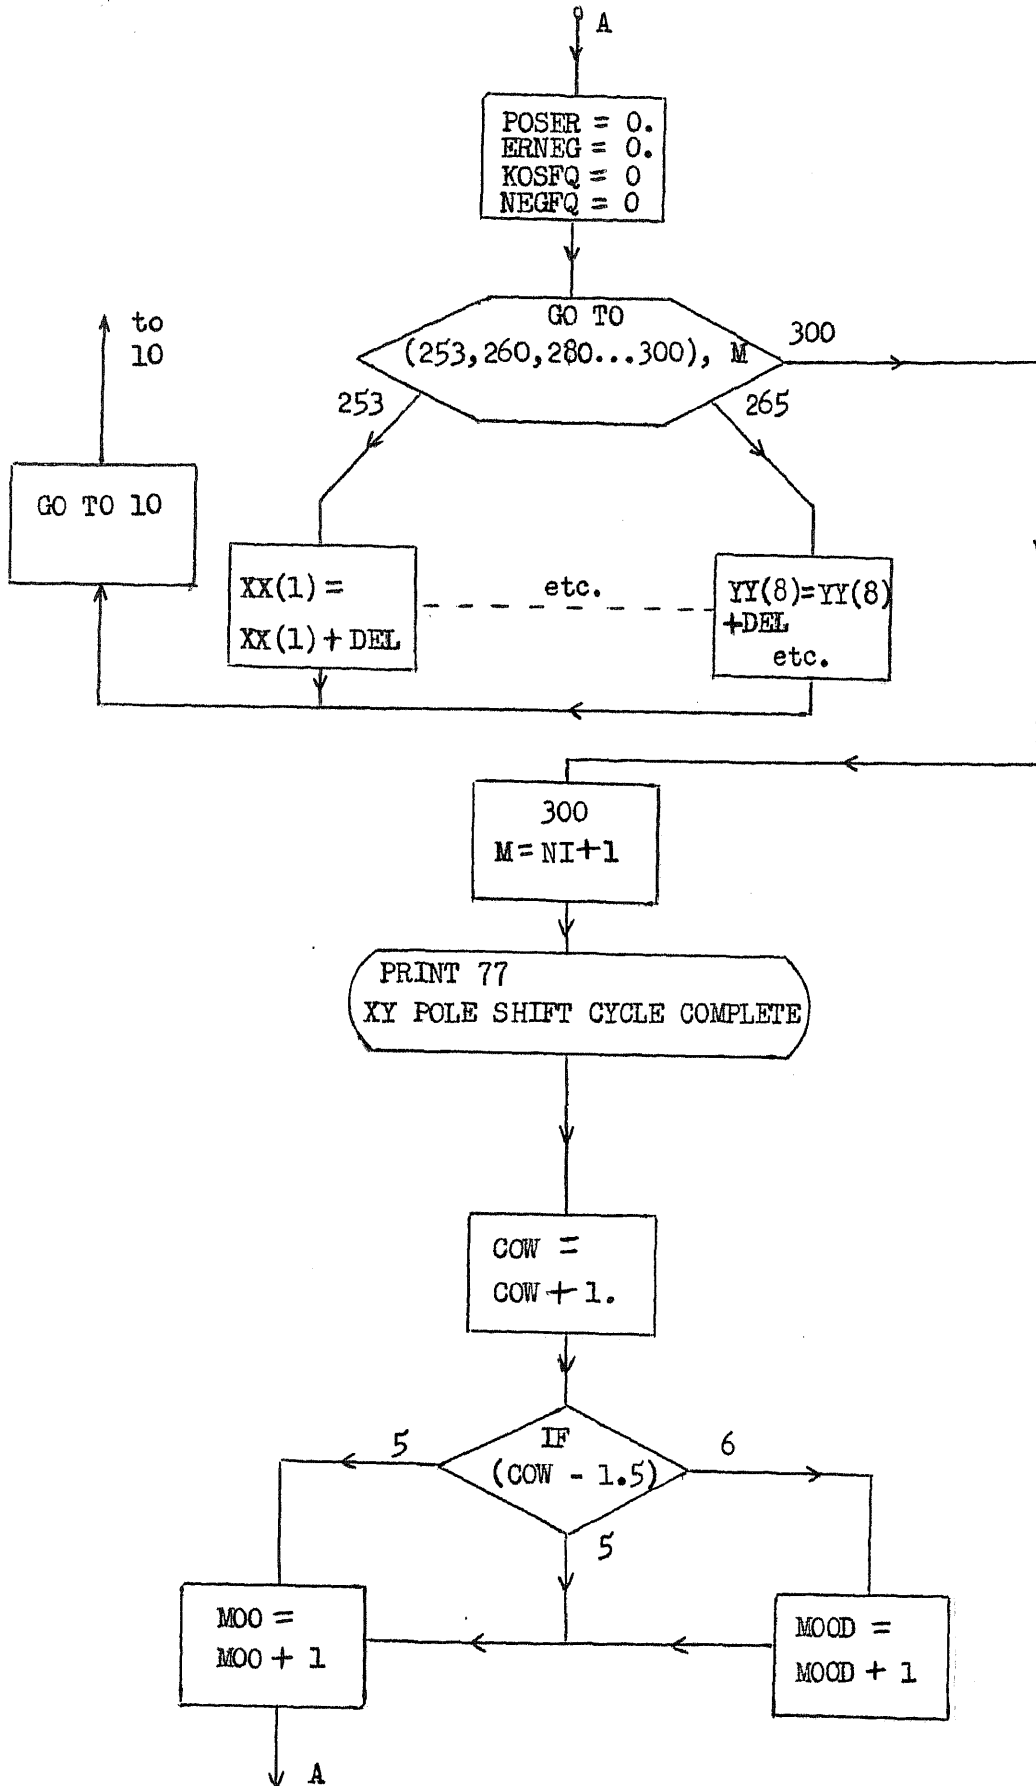 A
POSER = 0.
ERNEG = 0.
KOSFQ = 0
NEGFQ = 0
GO TO
(253,260,280...300), M
300
253
265
to
10
GO TO 10
XX(1) =
XX(1) + DEL
etc.
YY(8)=YY(8)
+DEL
etc.
300
M=NI+1
PRINT 77
XY POLE SHIFT CYCLE COMPLETE
COW =
COW + 1.
IF
(COW - 1.5)
5
6
5
MOO =
MOO + 1
MOOD =
MOOD + 1
A